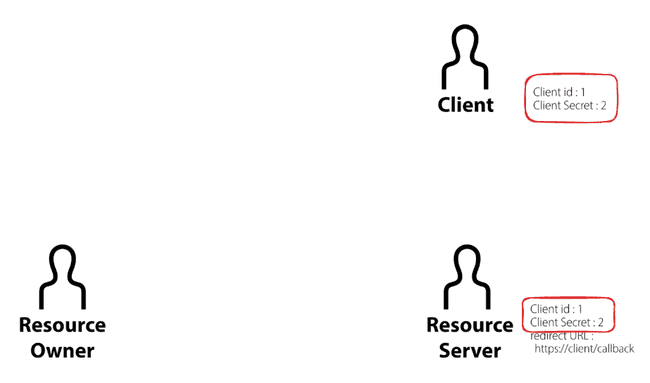 Client
Client id : 1
Client Secret : 2
Resource
Owner
Resource
Server
Client id : 1
Client Secret : 2
redirect URL :
https://client/callback